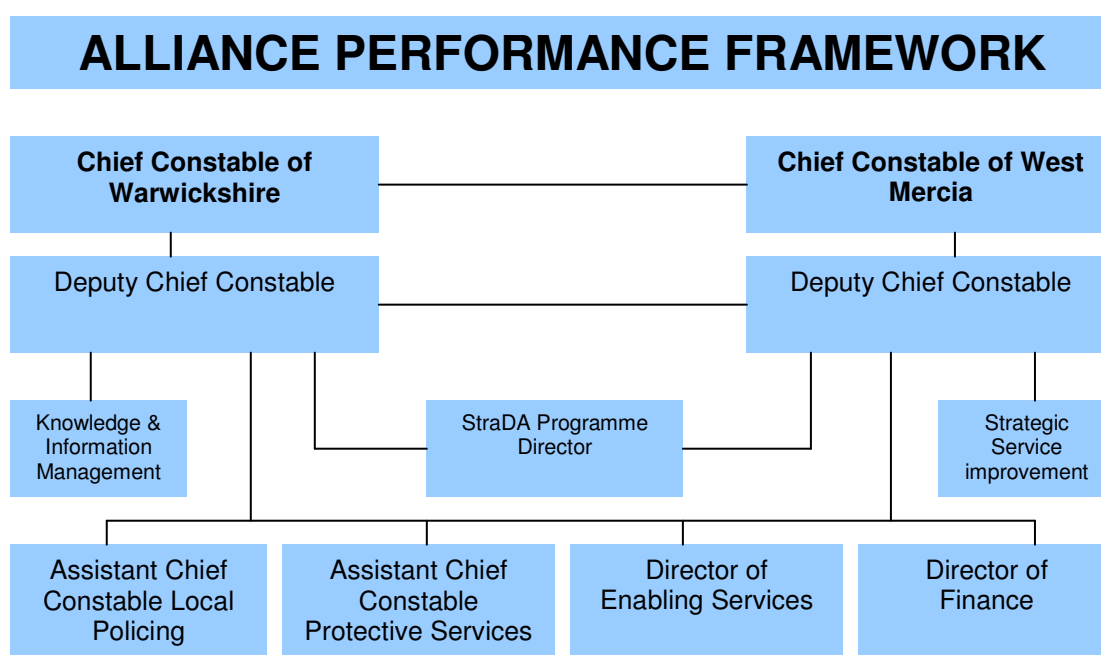 ALLIANCE PERFORMANCE FRAMEWORK
Chief Constable of
Warwickshire
Chief Constable of West
Mercia
Deputy Chief Constable
Deputy Chief Constable
Knowledge &
Information
Management
StraDA Programme
Director
Strategic
Service
improvement
Assistant Chief
Constable Local
Policing
Assistant Chief
Constable
Protective Services
Director of
Enabling Services
Director of
Finance